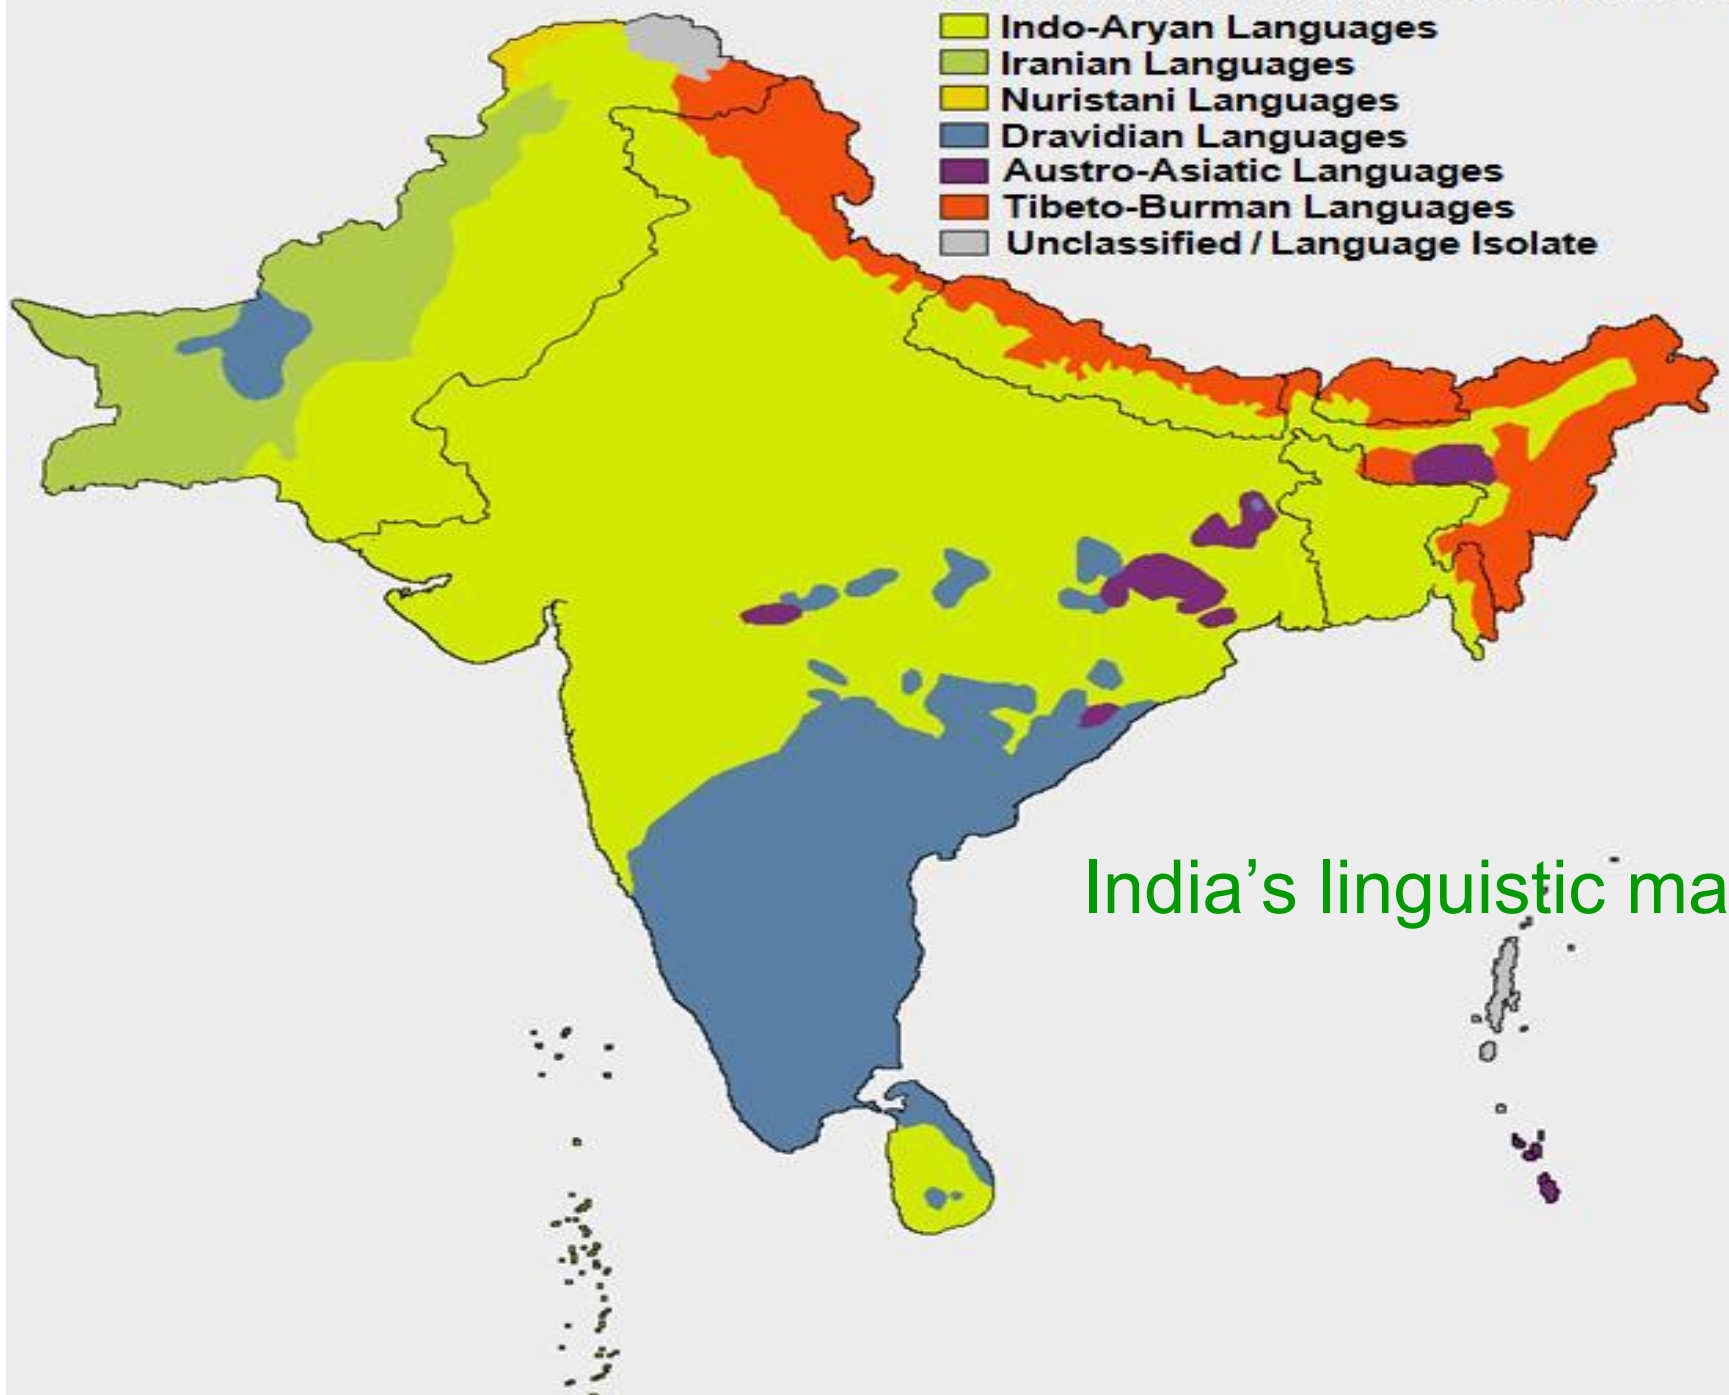 Indo-Aryan Languages
Iranian Languages
Nuristani Languages
Dravidian Languages
Austro-Asiatic Languages
Tibeto-Burman Languages
Unclassified / Language Isolate
India’s linguistic ma